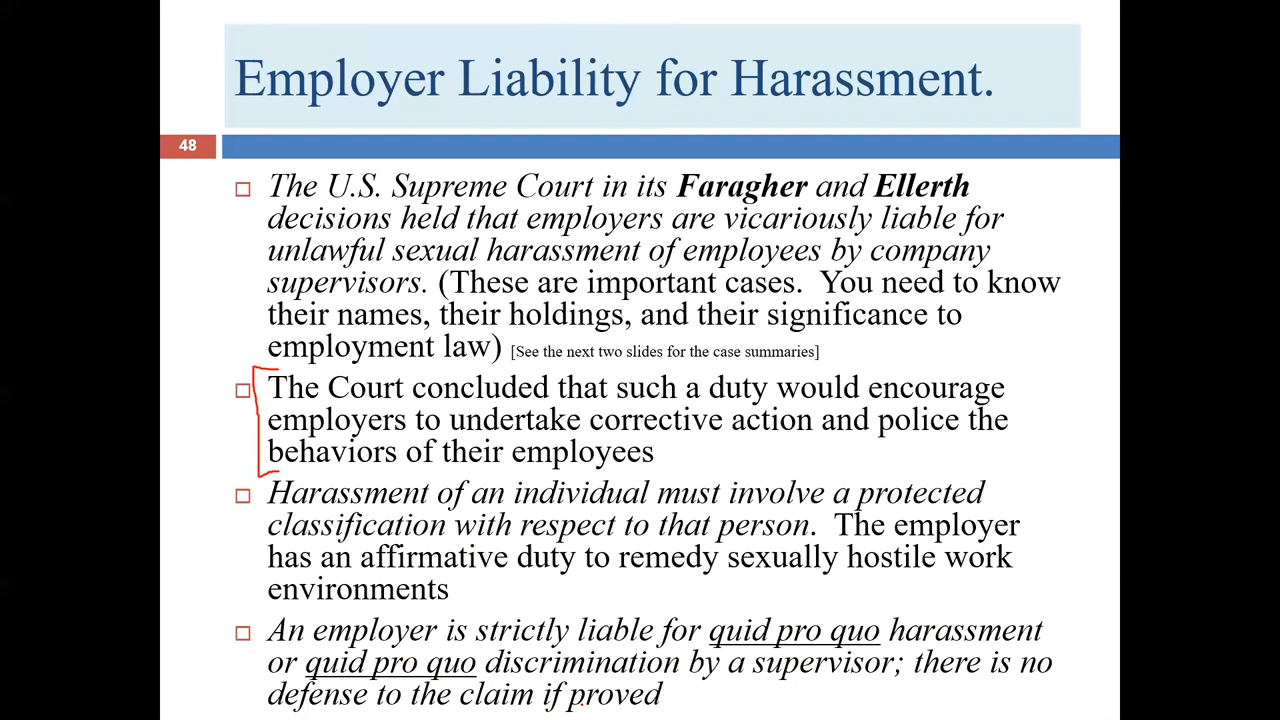 Employer Liability for Harassment.
48
The U.S. Supreme Court in its Faragher and Ellerth
decisions held that employers are vicariously liable for
unlawful sexual harassment of employees by company
supervisors. (These are important cases.  You need to know
their names, their holdings, and their significance to
employment law) [See the next two slides for the case summaries]
The Court concluded that such a duty would encourage
employers to undertake corrective action and police the
behaviors of their employees
Harassment of an individual must involve a protected
classification with respect to that person.  The employer
has an affirmative duty to remedy sexually hostile work
environments
An employer is strictly liable for quid pro quo harassment
or quid pro quo discrimination by a supervisor; there is no
defense to the claim if proved